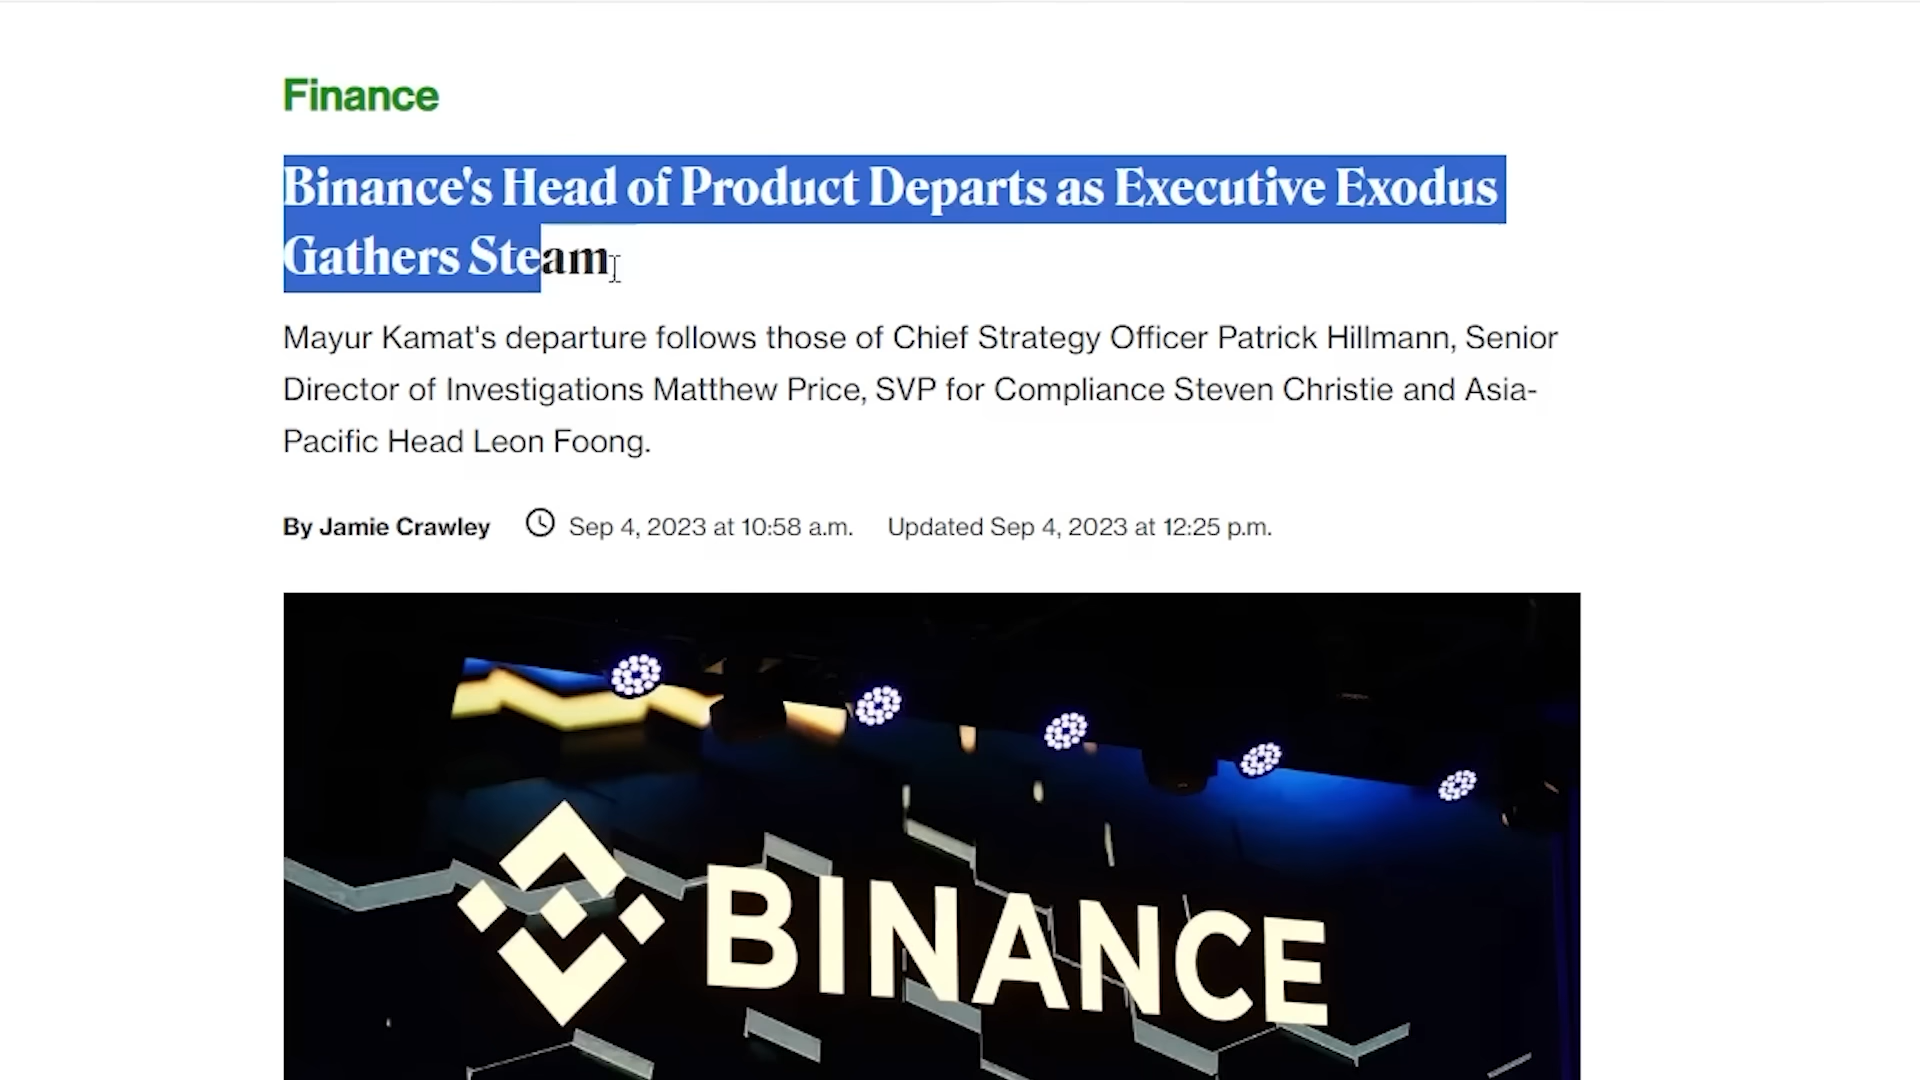 Finance
Binance's Head of Product Departs as Executive Exodus
Gathers Steam
Mayur Kamat's departure follows those of Chief Strategy Officer Patrick Hillmann, Senior
Director of Investigations Matthew Price, SVP for Compliance Steven Christie and Asia-
Pacific Head Leon Foong.
By Jamie Crawley Sep 4, 2023 at 10:58 a.m. Updated Sep 4, 2023 at 12:25 p.m.
BINANCE